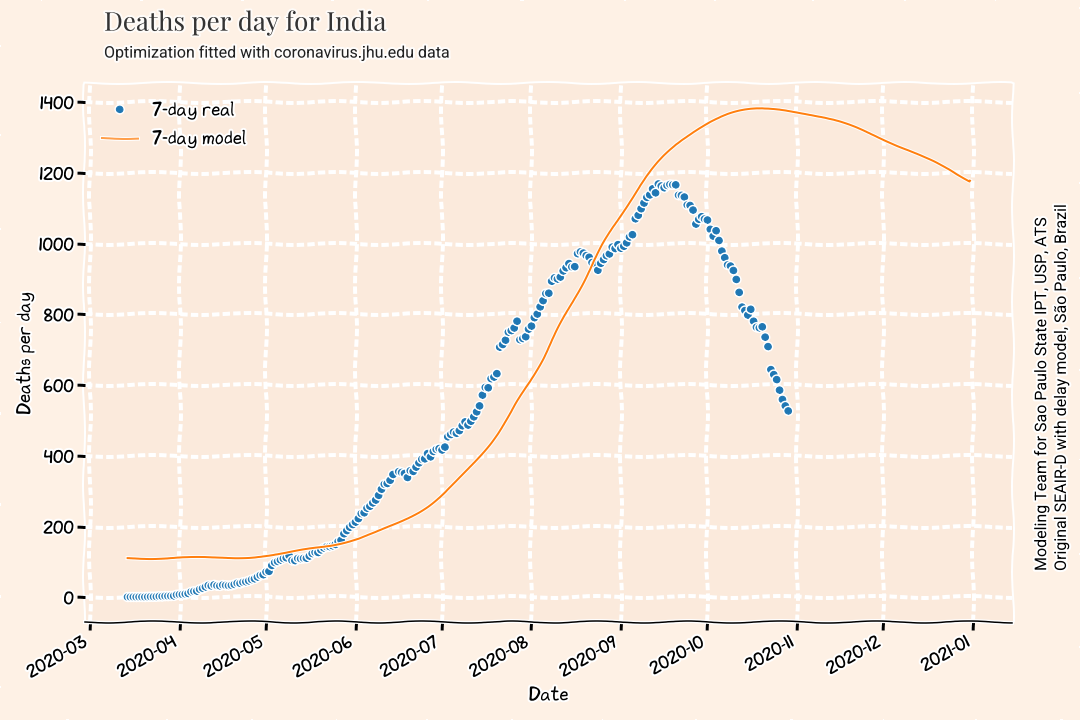 Deaths per day for India
Optimization fitted with coronavirus.jhu.edu data
7-day real
7-day model
1400
1200
1000
800
600
400
200
0
Deaths per day
2020-03
2020-04
2020-05
2020-06
2020-07
2020-08
2020-09
2020-10
2020-11
2020-12
2021-01
Date
Modeling Team for Sao Paulo State IPT, USP, ATS
Original SEAIR-D with delay model, São Paulo, Brazil